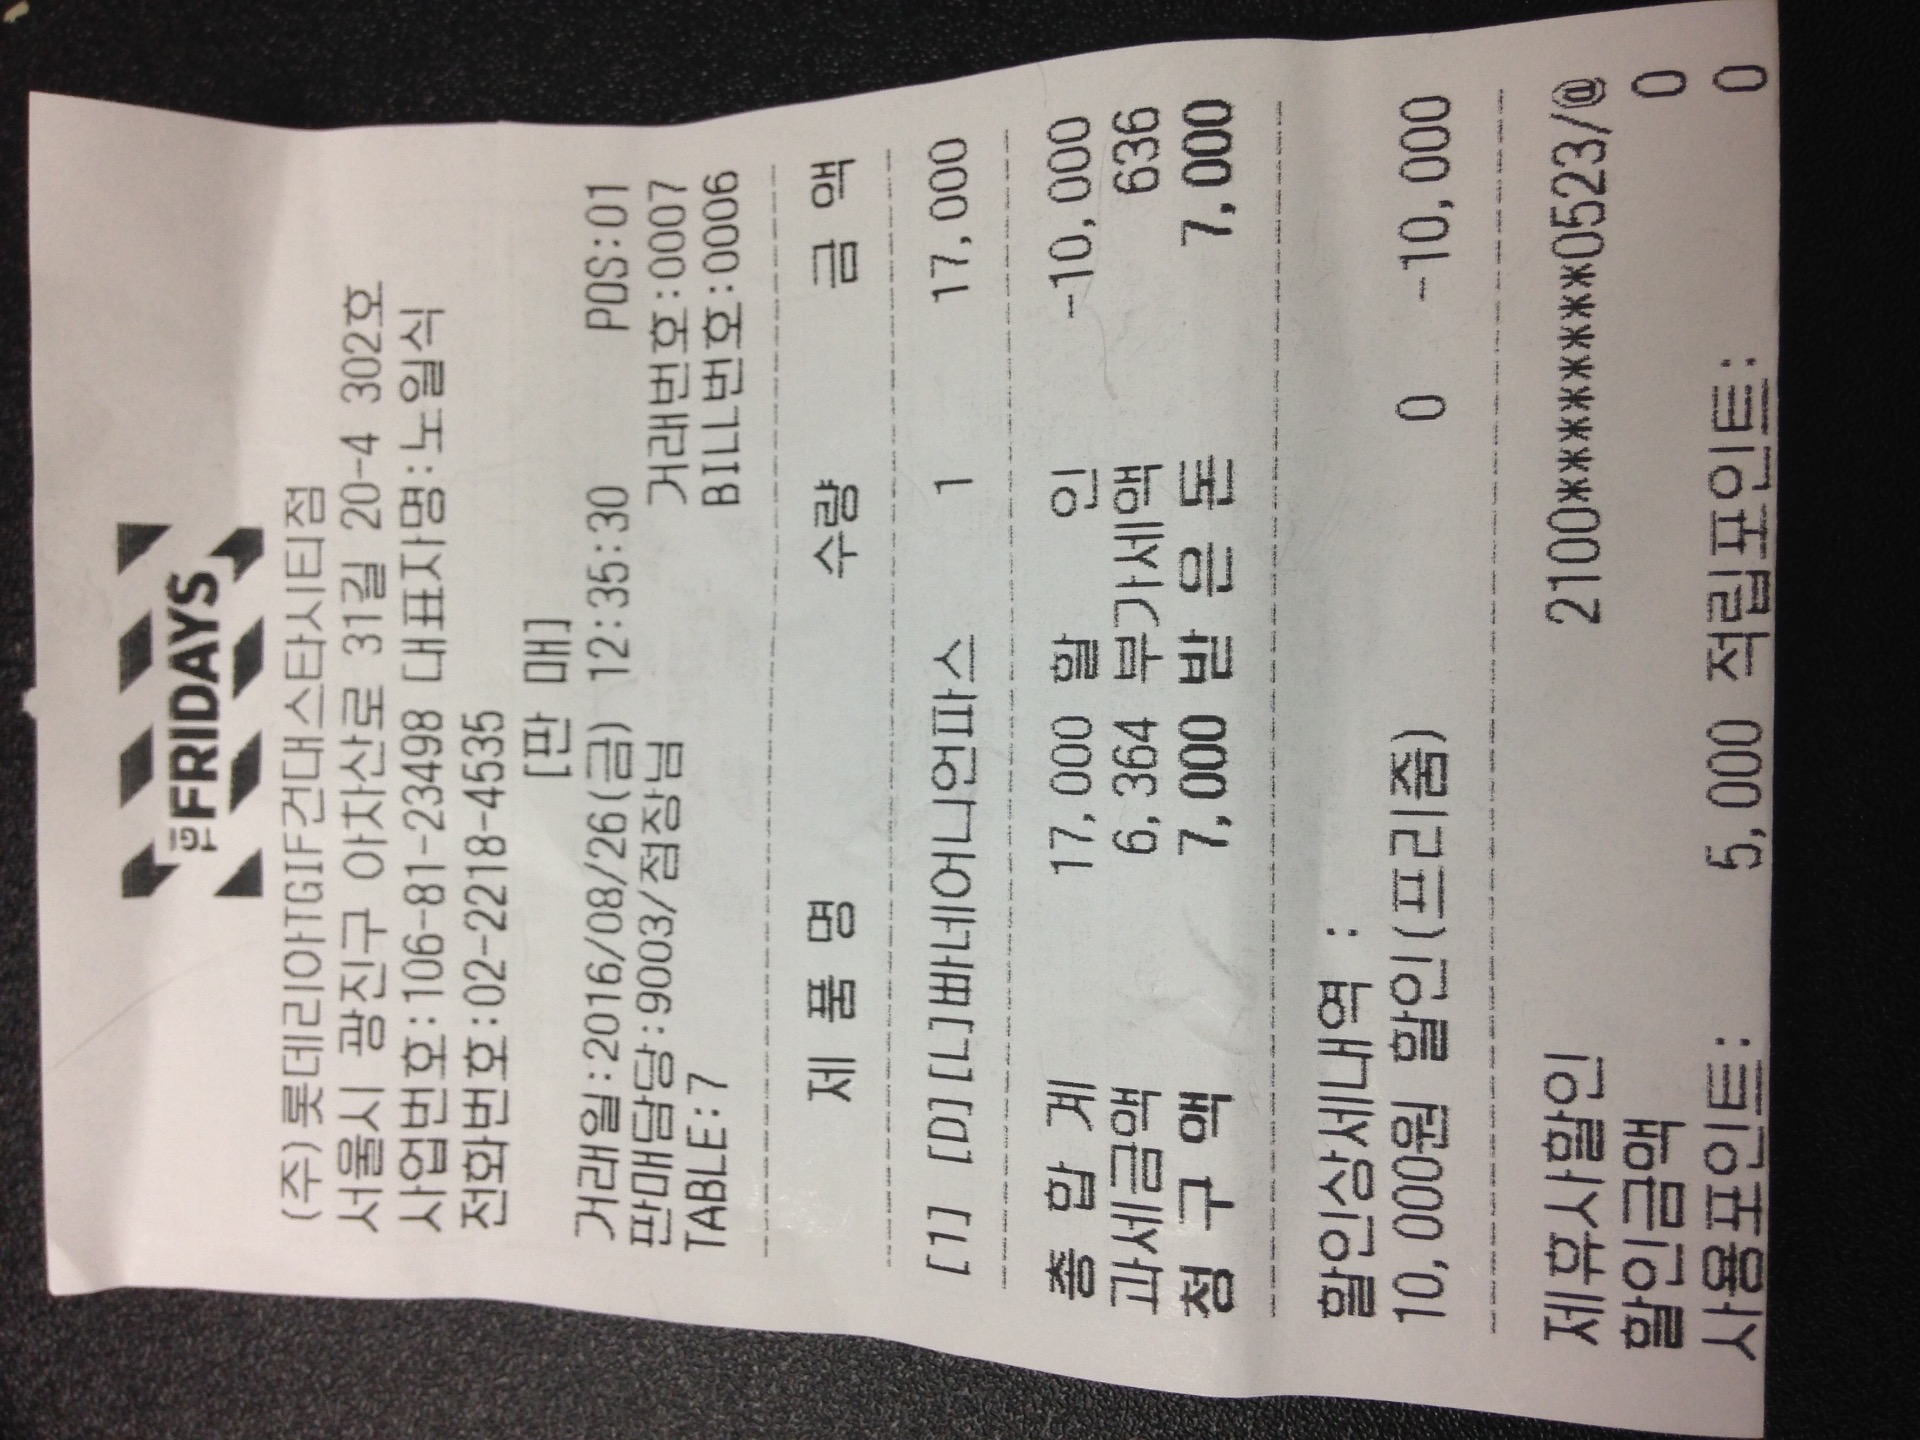 TGI FRIDAYS
(주)롯데리아TGIF건대스타시티점
서울시 광진구 아차산로 31길 20-4 302호
사업번호:106-81-23498 [대표자명:노일식
전화번호:02-2218-4535
[판 매]
거래일:2016/08/26(금) 12:35:30 POS:01
판매담당:9003/점장님 거래번호:0007
TABLE:7 BILL번호:0006
제 품 명 수량 금 액
[1] [D][L]빠네어니언파스 1 17,000
총 합 계 17,000 할 인 -10,000
과세금액 6,364 부가세액 636
청 구 액 7,000 받 은 돈 7,000
할인상세내역 :
10,000원 할인(프리줌) 0 -10,000
제휴사할인 2100********0523/@
할인금액 0
사용포인트: 5,000 적립포인트: 0